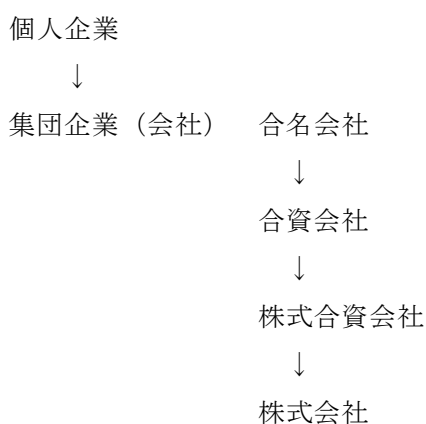 個人企業
↓
集団企業（会社）　合名会社
↓
合資会社
↓
株式合資会社
↓
株式会社